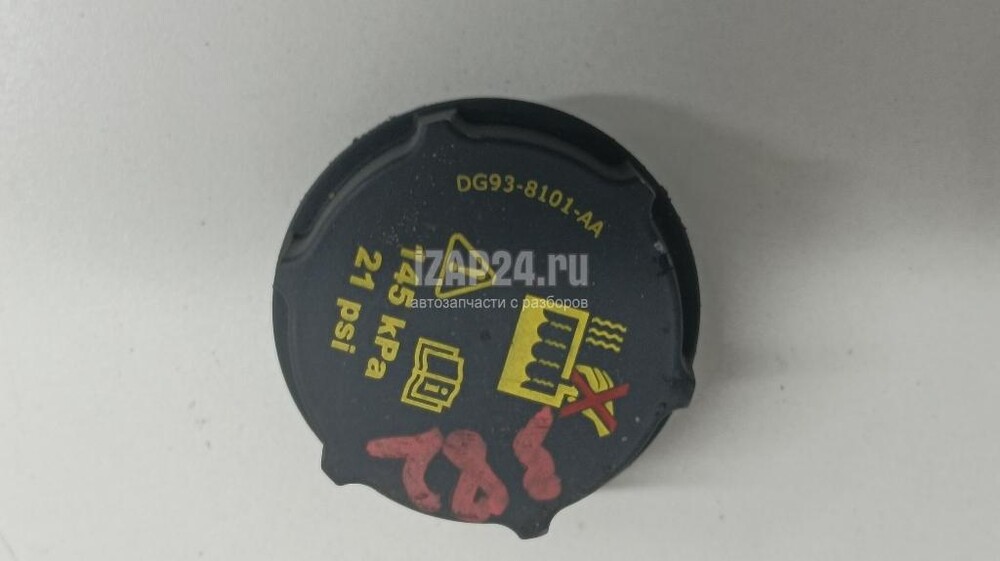 DG93-8101-AA
145 kPa
21 psi
IZAP24.ru
автозапчасти с разборов